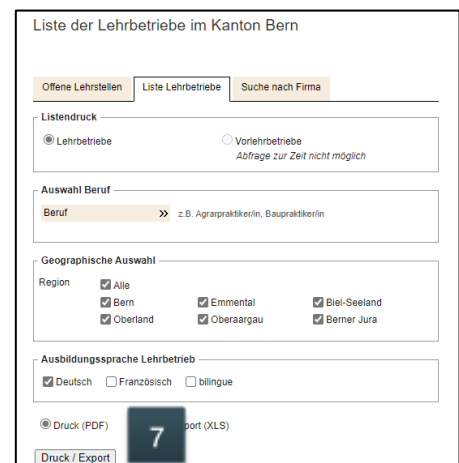 Liste der Lehrbetriebe im Kanton Bern
Offene Lehrstellen Liste Lehrbetriebe Suche nach Firma
Listendruck
Lehrbetriebe Vorlehrbetriebe
Abfrage zur Zeit nicht möglich
Auswahl Beruf
Beruf » z.B. Agrarpraktiker/in, Baupraktiker/in
Geographische Auswahl
Region Alle
Bern Emmental Biel-Seeland
Oberland Oberaargau Berner Jura
Ausbildungssprache Lehrbetrieb
Deutsch Französisch bilingue
Druck (PDF) port (XLS)
7
Druck / Export